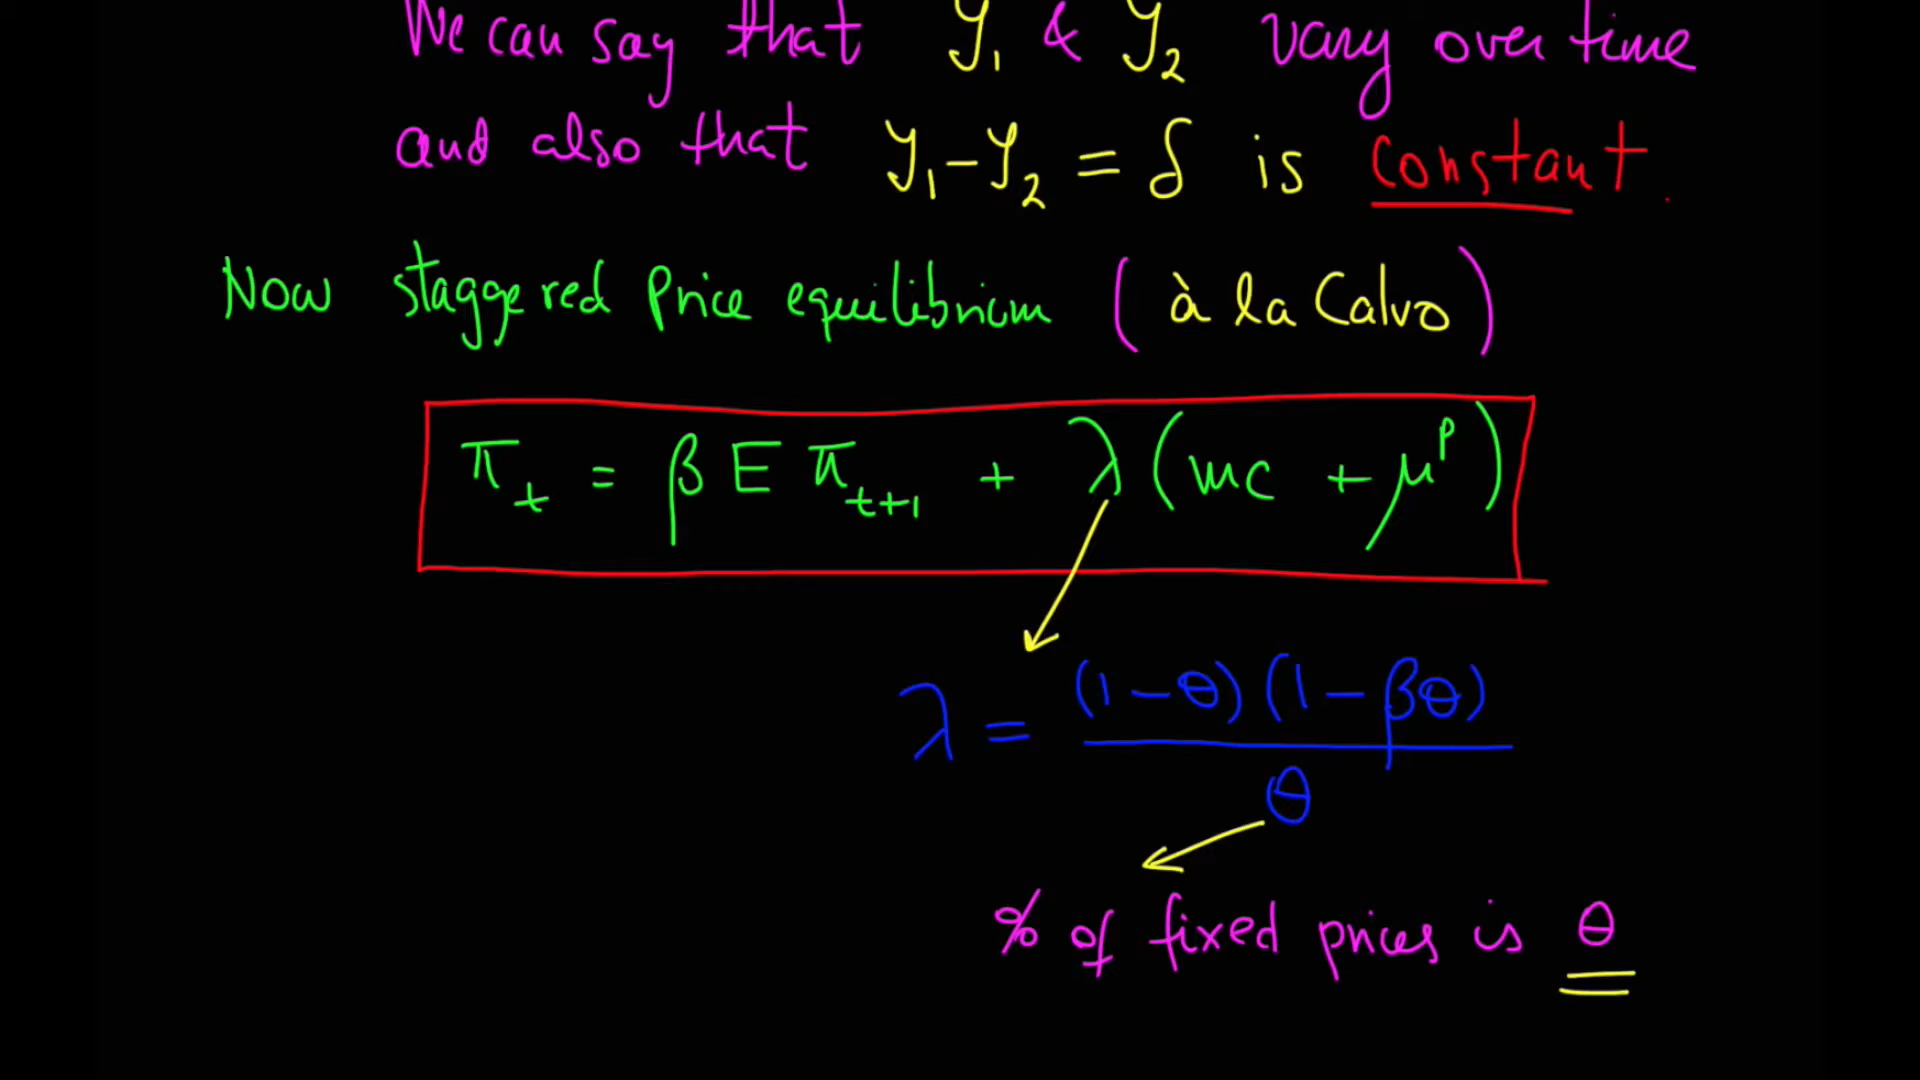 We can say that y₁ & y₂ vary over time
and also that y₁ - y₂ = δ is constant.
Now staggered Price equilibrium (à la Calvo)
π_t = β E π_{t+1} + λ (mc + μ^p)
λ = (1 - θ) (1 - βθ) / θ
% of fixed prices is θ